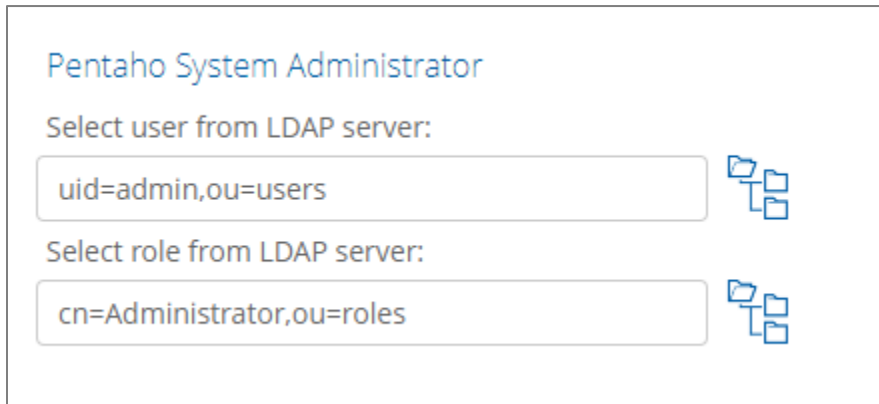 Pentaho System Administrator
Select user from LDAP server:
uid=admin,ou=users
Select role from LDAP server:
cn=Administrator,ou=roles